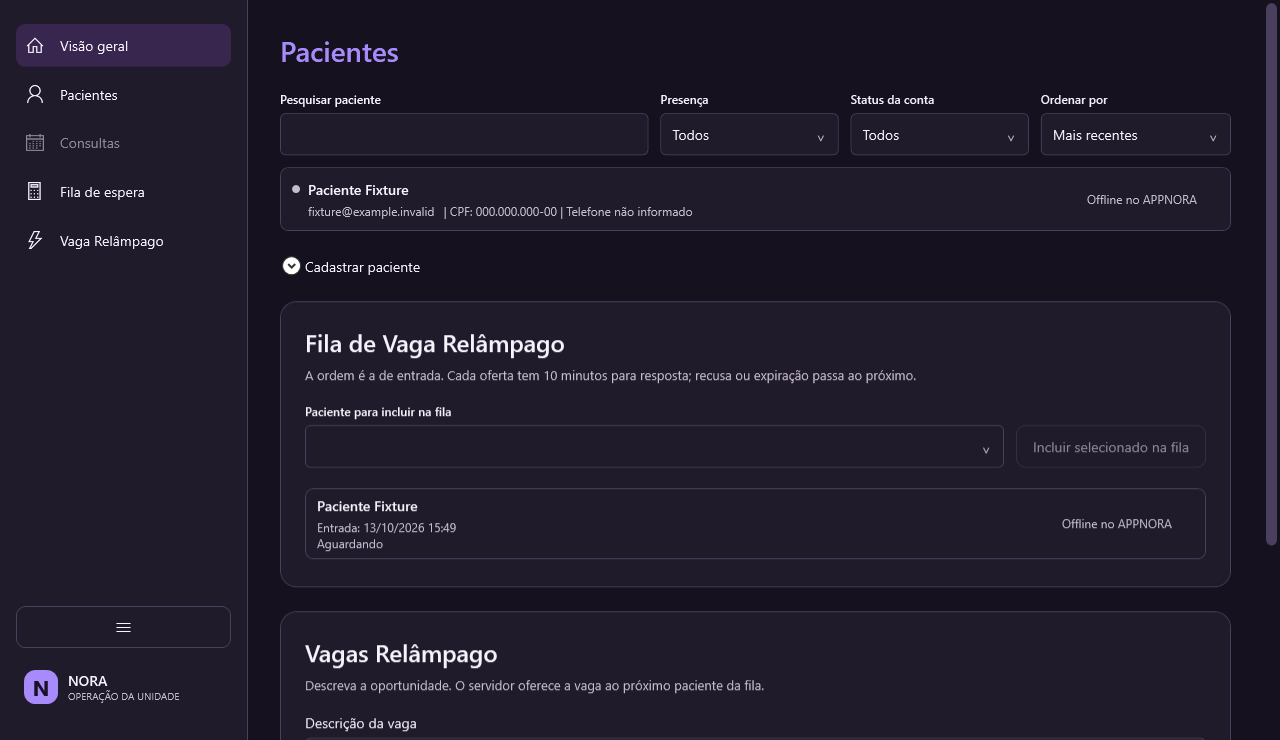 Visão geral
Pacientes
Consultas
Fila de espera
Vaga Relâmpago
N
NORA
OPERAÇÃO DA UNIDADE
Pacientes
Pesquisar paciente
Presença
Status da conta
Ordenar por
Todos
Todos
Mais recentes
Paciente Fixture
fixture@example.invalid | CPF: 000.000.000-00 | Telefone não informado
Offline no APPNORA
Cadastrar paciente
Fila de Vaga Relâmpago
A ordem é a de entrada. Cada oferta tem 10 minutos para resposta; recusa ou expiração passa ao próximo.
Paciente para incluir na fila
Incluir selecionado na fila
Paciente Fixture
Entrada: 13/10/2026 15:49
Aguardando
Offline no APPNORA
Vagas Relâmpago
Descreva a oportunidade. O servidor oferece a vaga ao próximo paciente da fila.
Descrição da vaga